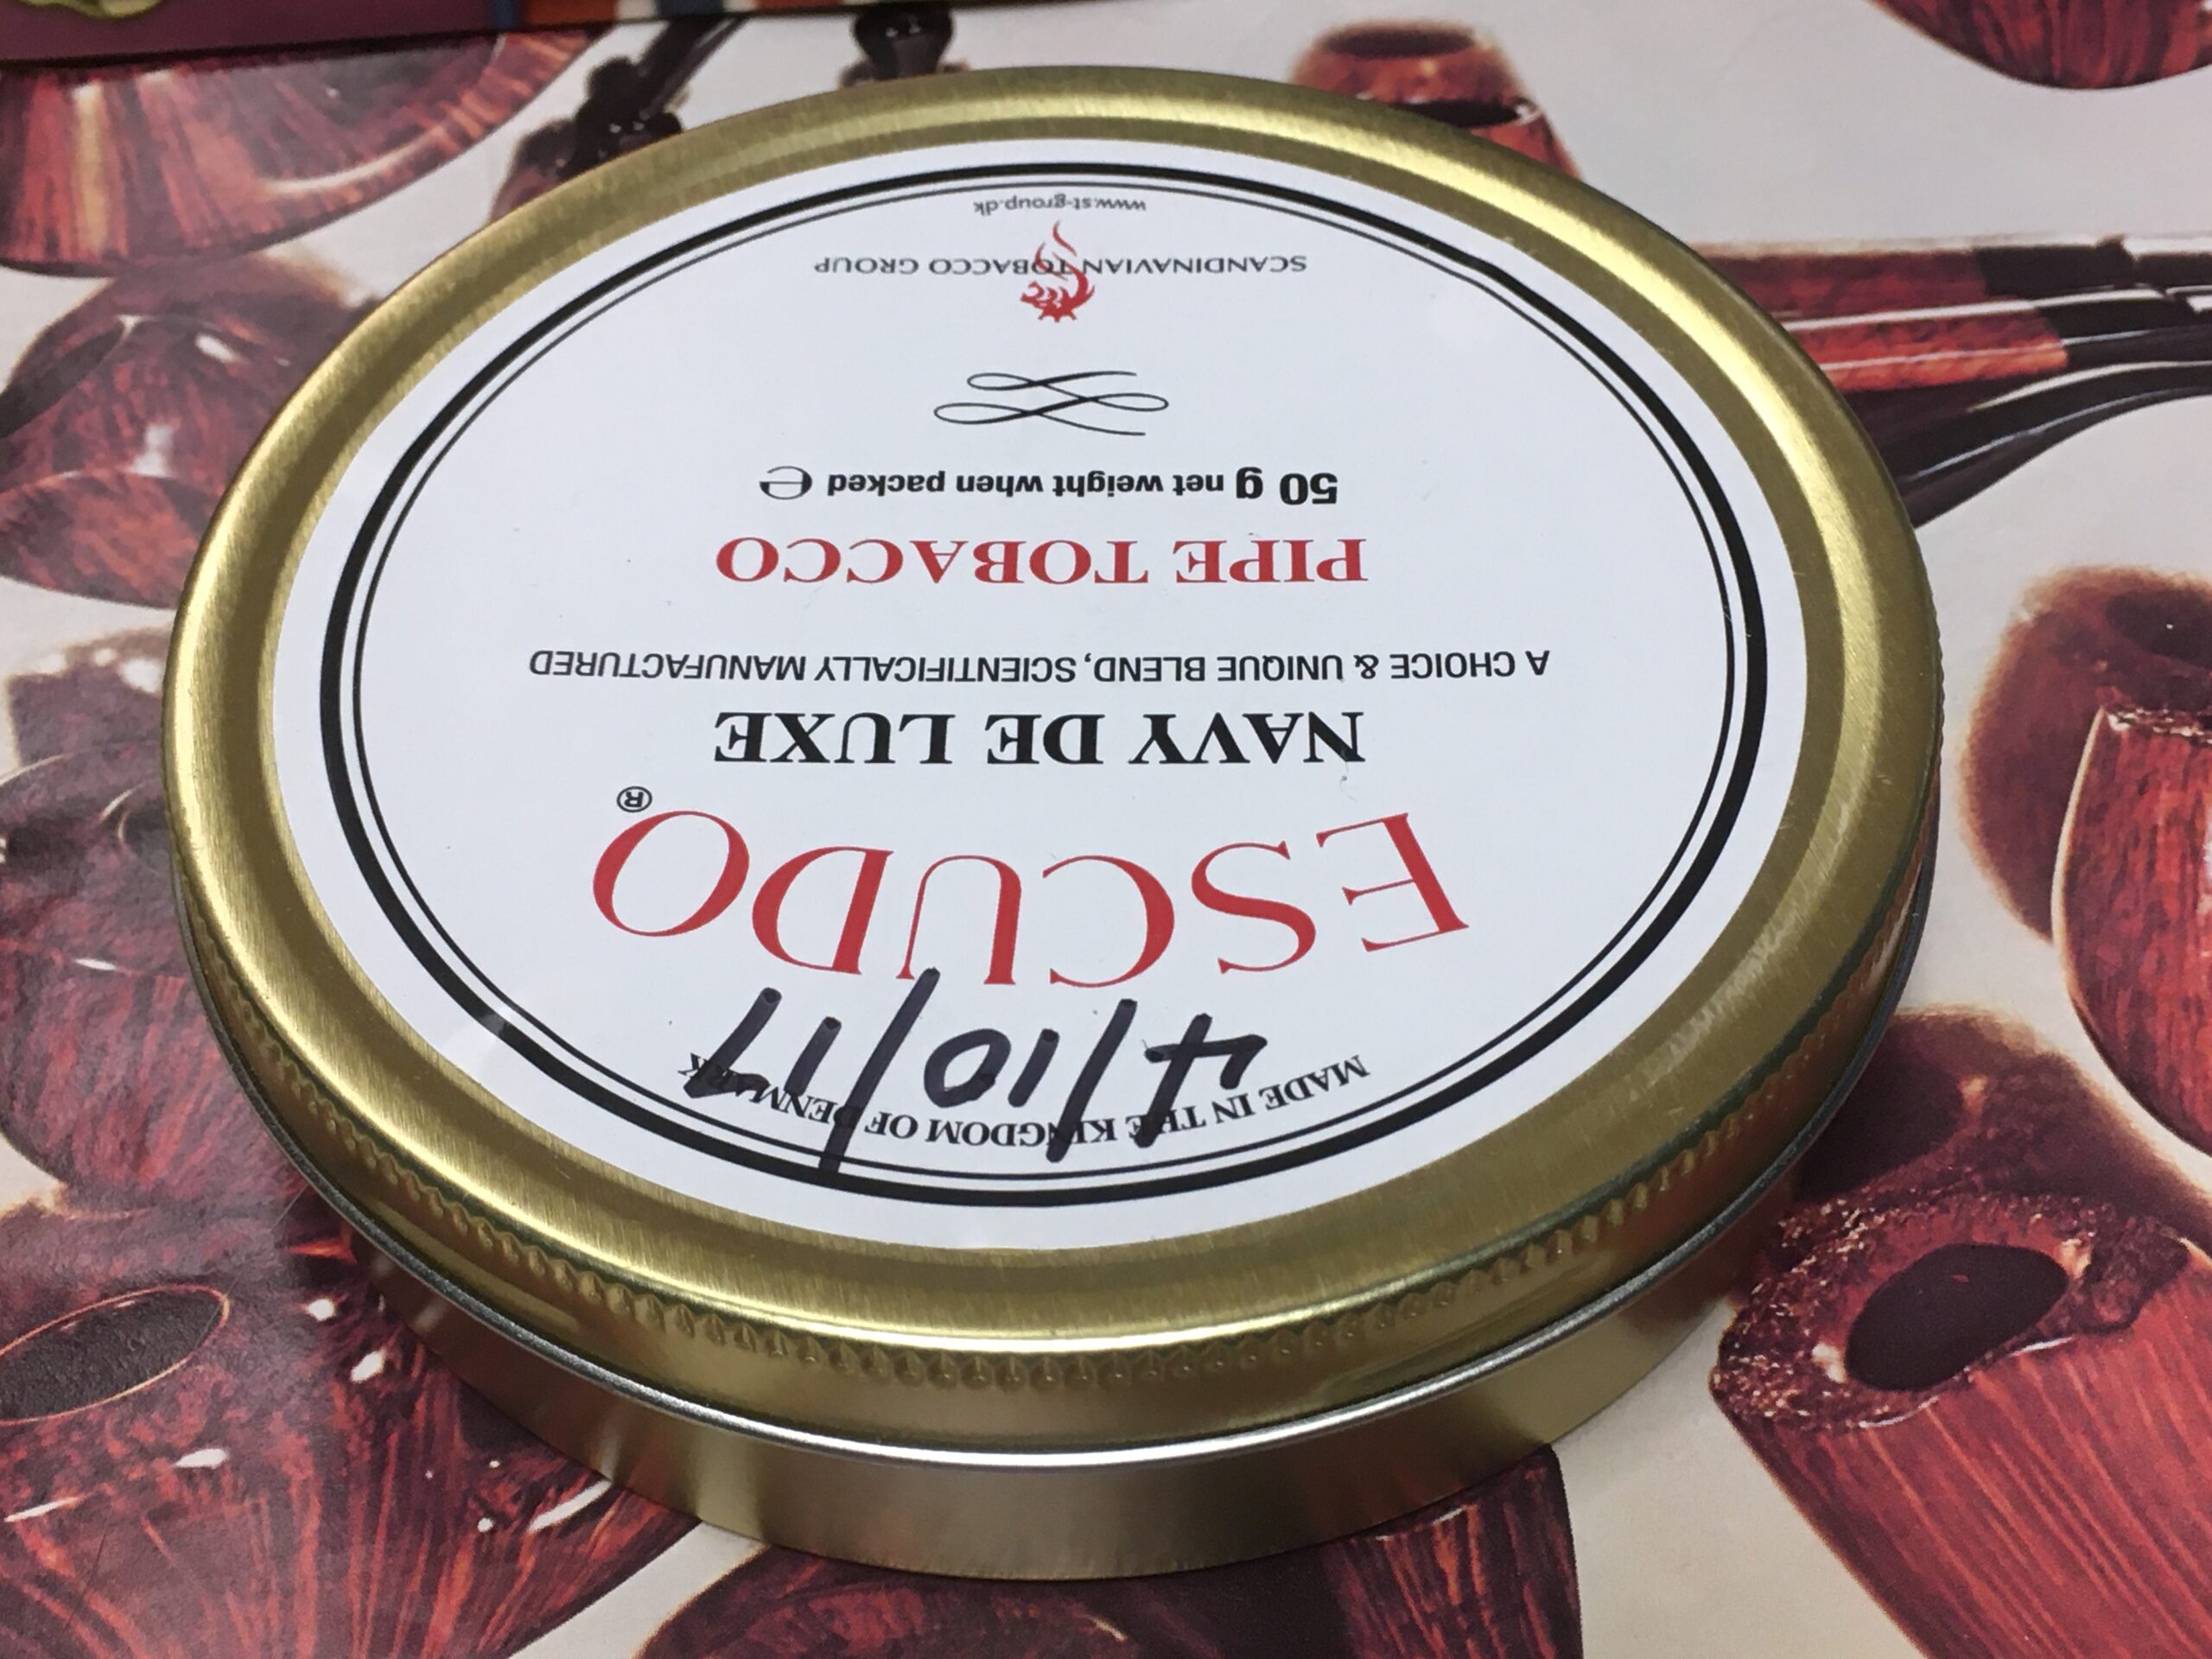 MADE IN THE KINGDOM OF DENMARK
4/10/17
ESCUDO®
NAVY DE LUXE
A CHOICE & UNIQUE BLEND, SCIENTIFICALLY MANUFACTURED
PIPE TOBACCO
50 g net weight when packed ℮
SCANDINAVIAN TOBACCO GROUP
www.st-group.dk